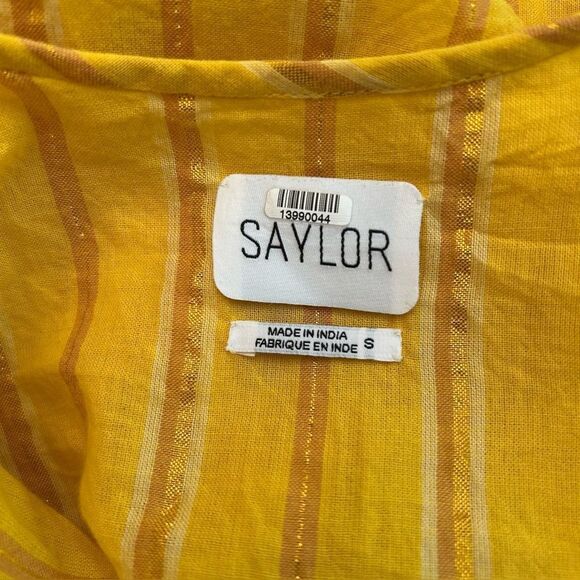 13990044
SAYLOR
MADE IN INDIA
FABRIQUE EN INDE S